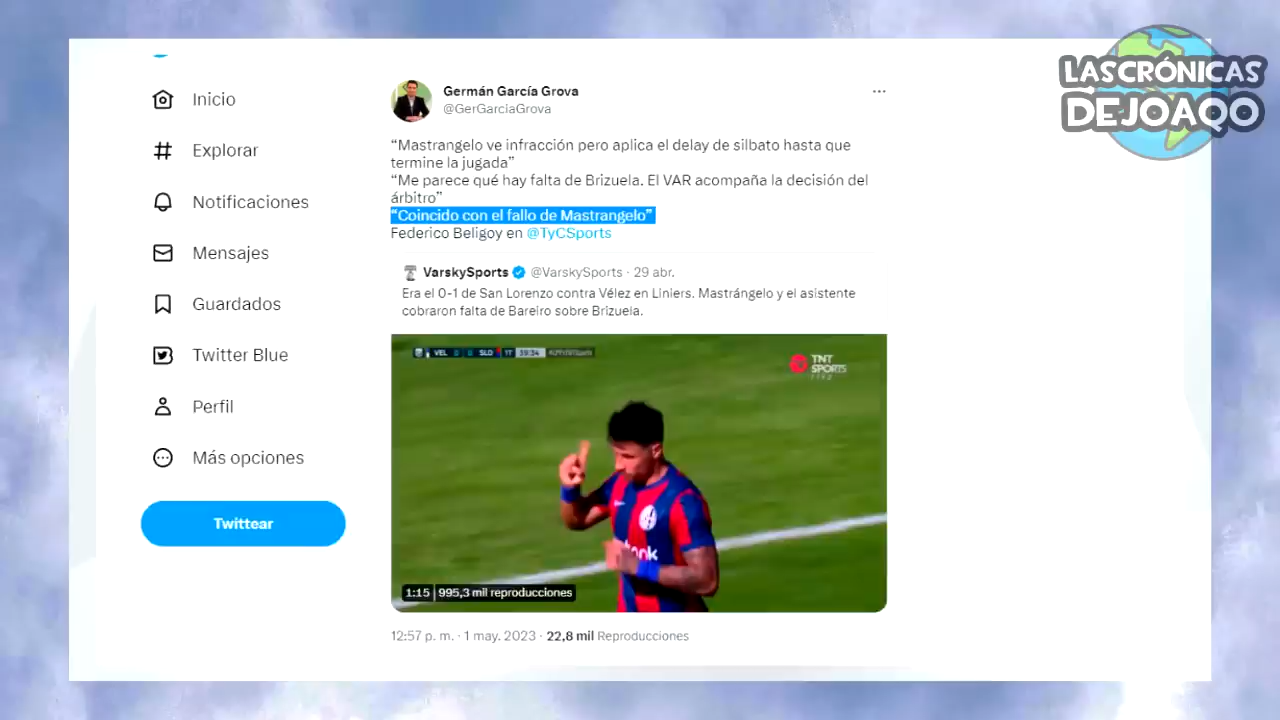 LAS CRÓNICAS
DE JOAQO
Inicio
Explorar
Notificaciones
Mensajes
Guardados
Twitter Blue
Perfil
Más opciones
Twittear
Germán García Grova
@GerGarciaGrova
“Mastrangelo ve infracción pero aplica el delay de silbato hasta que
termine la jugada”
“Me parece qué hay falta de Brizuela. El VAR acompaña la decisión del
árbitro”
“Coincido con el fallo de Mastrangelo”
Federico Beligoy en @TyCSports
VarskySports @VarskySports · 29 abr.
Era el 0-1 de San Lorenzo contra Vélez en Liniers. Mastrángelo y el asistente
cobraron falta de Bareiro sobre Brizuela.
VEL 0 0 SLO 1T 39:34
TNT
SPORTS
1:15 995,3 mil reproducciones
12:57 p. m. · 1 may. 2023 · 22,8 mil Reproducciones